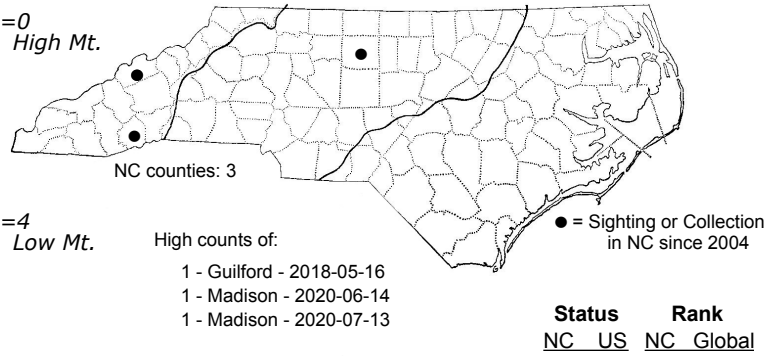 =0
High Mt.
NC counties: 3
=4
Low Mt.
High counts of:
1 - Guilford - 2018-05-16
1 - Madison - 2020-06-14
1 - Madison - 2020-07-13
● = Sighting or Collection
in NC since 2004
Status Rank
NC US NC Global